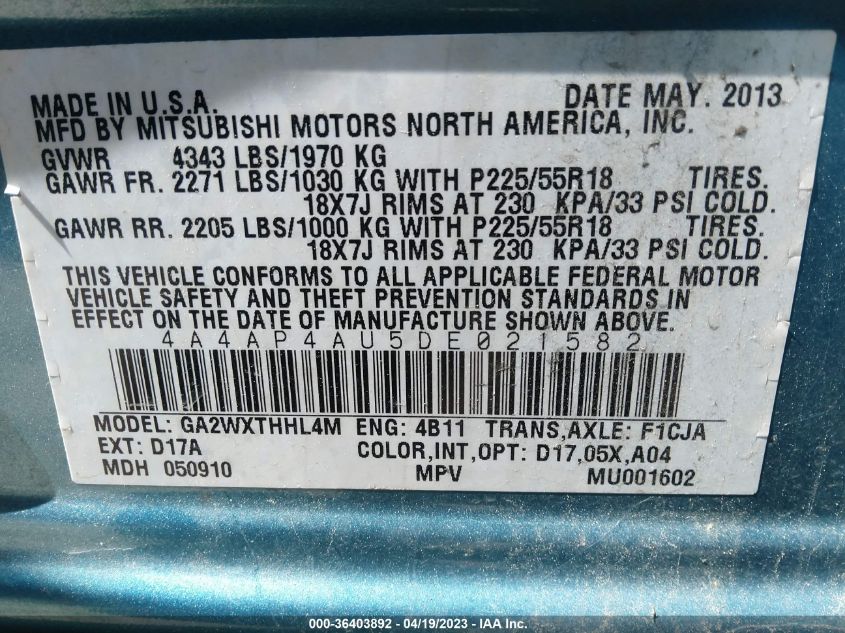 MADE IN U.S.A. DATE MAY. 2013
MFD BY MITSUBISHI MOTORS NORTH AMERICA, INC.
GVWR 4343 LBS/1970 KG
GAWR FR. 2271 LBS/1030 KG WITH P225/55R18 TIRES.
18X7J RIMS AT 230 KPA/33 PSI COLD.
GAWR RR. 2205 LBS/1000 KG WITH P225/55R18 TIRES.
18X7J RIMS AT 230 KPA/33 PSI COLD.
THIS VEHICLE CONFORMS TO ALL APPLICABLE FEDERAL MOTOR
VEHICLE SAFETY AND THEFT PREVENTION STANDARDS IN
EFFECT ON THE DATE OF MANUFACTURE SHOWN ABOVE.
4A4AP4AU5DE021582
MODEL: GA2WXTHHL4M ENG: 4B11 TRANS,AXLE: F1CJA
EXT: D17A COLOR,INT,OPT: D17,05X,A04
MDH 050910 MPV MU001602
000-36403892 - 04/19/2023 - IAA Inc.